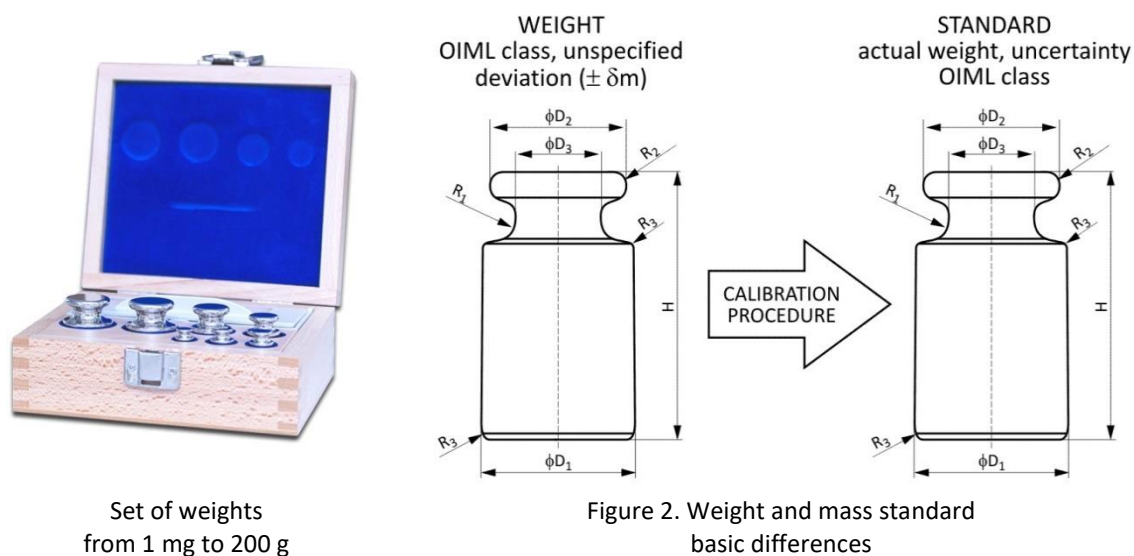 WEIGHT
OIML class, unspecified
deviation (± δm)
ϕD₂
ϕD₃
R₂
R₁
R₃
H
R₃
ϕD₁
CALIBRATION
PROCEDURE
STANDARD
actual weight, uncertainty
OIML class
ϕD₂
ϕD₃
R₂
R₁
R₃
H
R₃
ϕD₁
Set of weights
from 1 mg to 200 g
Figure 2. Weight and mass standard
basic differences